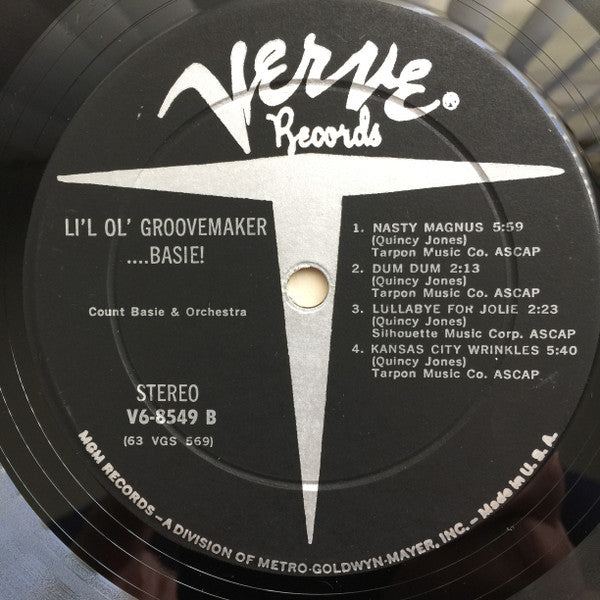 VERVE®
Records
LI'L OL' GROOVEMAKER
....BASIE!
Count Basie & Orchestra
STEREO
V6-8549 B
(63 VGS 569)
1. NASTY MAGNUS 5:59
(Quincy Jones)
Tarpon Music Co. ASCAP
2. DUM DUM 2:13
(Quincy Jones)
Tarpon Music Co. ASCAP
3. LULLABYE FOR JOLIE 2:23
(Quincy Jones)
Silhouette Music Corp. ASCAP
4. KANSAS CITY WRINKLES 5:40
(Quincy Jones)
Tarpon Music Co. ASCAP
MGM RECORDS – A DIVISION OF METRO-GOLDWYN-MAYER, INC. – Made in U. S. A.